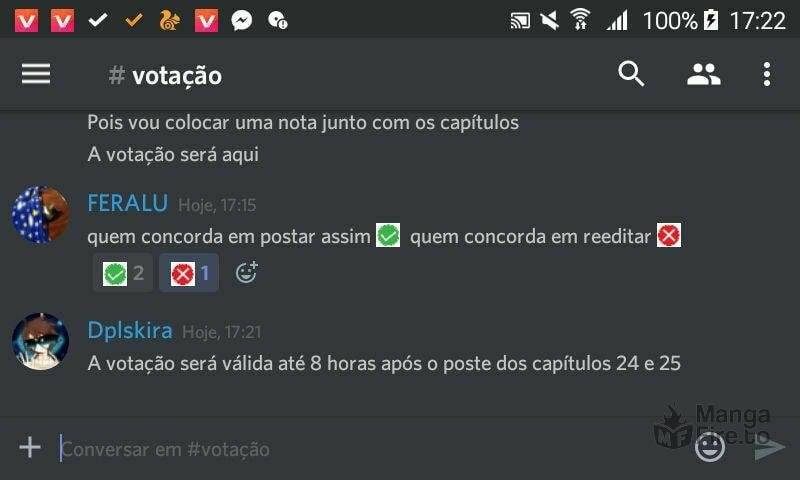 100% 17:22
# votação
Pois vou colocar uma nota junto com os capítulos
A votação será aqui
FERALU Hoje, 17:15
quem concorda em postar assim ✅ quem concorda em reeditar ❎
2 1
Dplskira Hoje, 17:21
A votação será válida até 8 horas após o poste dos capítulos 24 e 25
Conversar em #votação
Manga
MF Fire.to